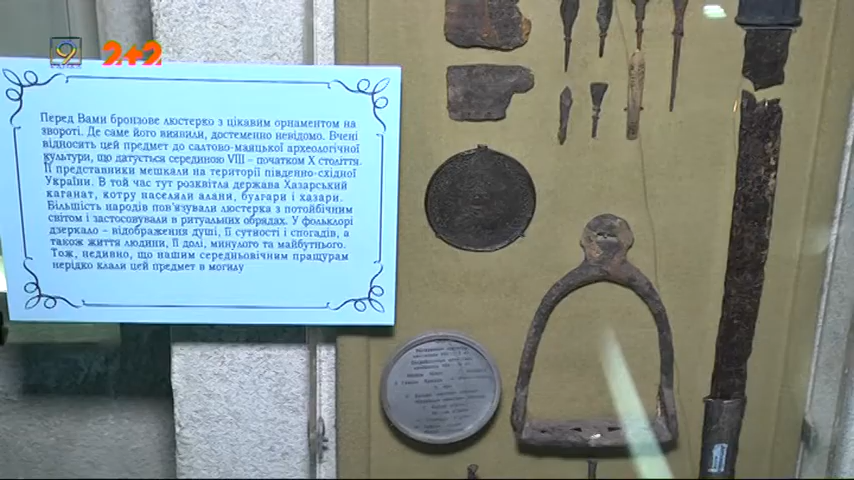 9
2+2
Перед Вами бронзове люстерко з цікавим орнаментом на
звороті. Де саме його виявили, достеменно невідомо. Вчені
відносять цей предмет до салтово-маяцької археологічної
культури, що датується серединою VIII – початком X століття.
Її представники мешкали на території південно-східної
України. В той час тут розквітла держава Хазарський
каганат, котру населяли алани, булгари і хазари.
Більшість народів пов'язували люстерка з потойбічним
світом і застосовували в ритуальних обрядах. У фольклорі
дзеркало – відображення душі, її сутності і спогадів, а
також життя людини, її долі, минулого та майбутнього.
Тож, недивно, що нашим середньовічним пращурам
нерідко клали цей предмет в могилу